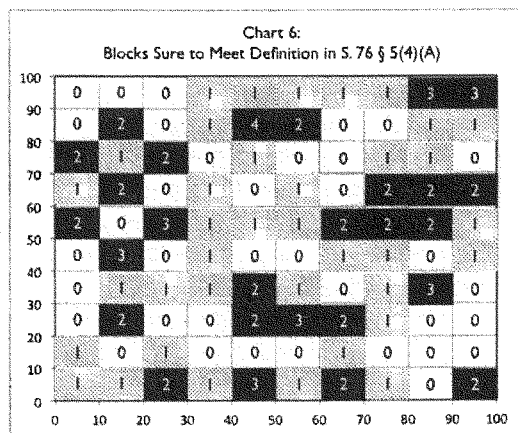 Chart 6:
Blocks Sure to Meet Definition in S. 76 § 5(4)(A)
100
0 0 0 1 1 1 1 1 3 3
90
0 2 0 1 4 2 0 0 1 1
80
2 1 2 0 1 0 0 1 1 0
70
1 2 0 1 0 1 0 2 2 2
60
2 0 3 1 1 1 2 2 2 1
50
0 3 0 1 0 0 1 1 0 1
40
0 1 1 1 2 1 0 1 3 0
30
0 2 0 0 2 3 2 1 0 0
20
1 0 1 0 0 0 1 0 0 0
10
1 1 2 1 3 1 2 1 0 2
0
0 10 20 30 40 50 60 70 80 90 100